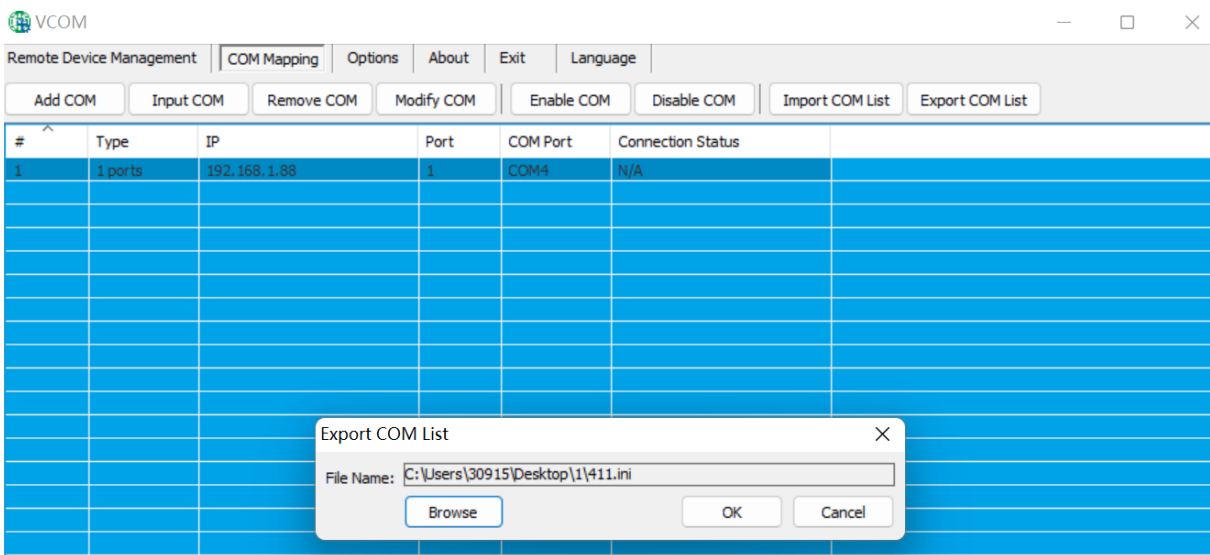 VCOM
Remote Device Management COM Mapping Options About Exit Language
Add COM Input COM Remove COM Modify COM Enable COM Disable COM Import COM List Export COM List
# Type IP Port COM Port Connection Status
1 1 ports 192.168.1.88 1 COM4 N/A
Export COM List
File Name: C:\Users\30915\Desktop\1\411.ini
Browse OK Cancel